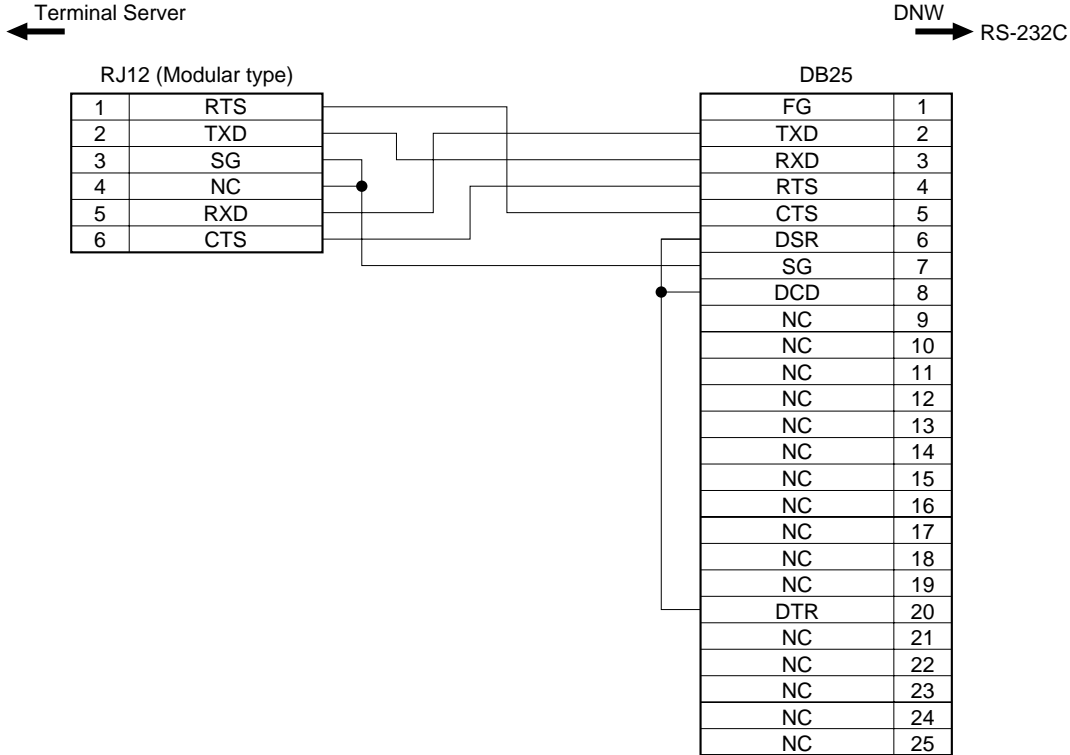 Terminal Server
DNW
RS-232C
RJ12 (Modular type)
1 RTS
2 TXD
3 SG
4 NC
5 RXD
6 CTS
DB25
FG 1
TXD 2
RXD 3
RTS 4
CTS 5
DSR 6
SG 7
DCD 8
NC 9
NC 10
NC 11
NC 12
NC 13
NC 14
NC 15
NC 16
NC 17
NC 18
NC 19
DTR 20
NC 21
NC 22
NC 23
NC 24
NC 25